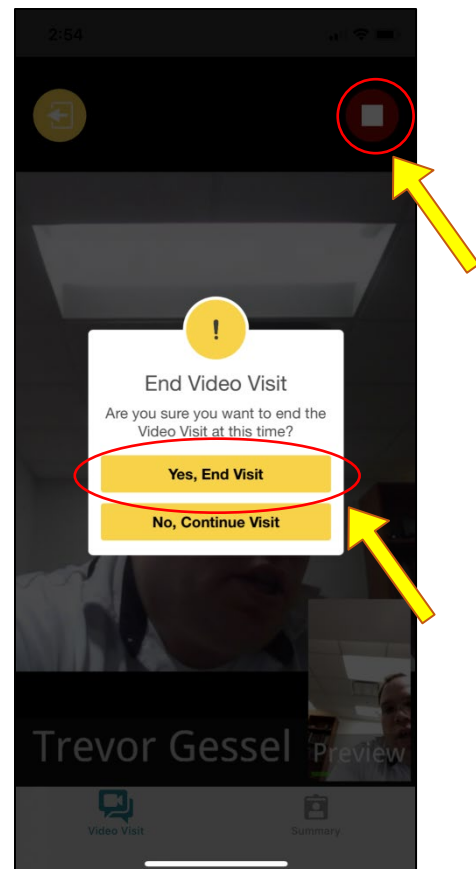 2:54
!
End Video Visit
Are you sure you want to end the
Video Visit at this time?
Yes, End Visit
No, Continue Visit
Trevor Gessel
Preview
Video Visit
Summary